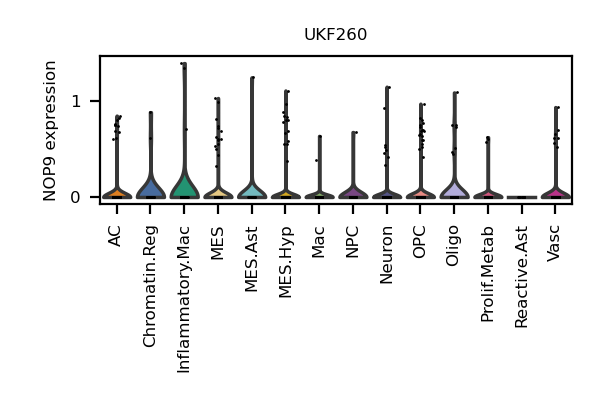 UKF260
NOP9 expression
1
0
AC
Chromatin.Reg
Inflammatory.Mac
MES
MES.Ast
MES.Hyp
Mac
NPC
Neuron
OPC
Oligo
Prolif.Metab
Reactive.Ast
Vasc